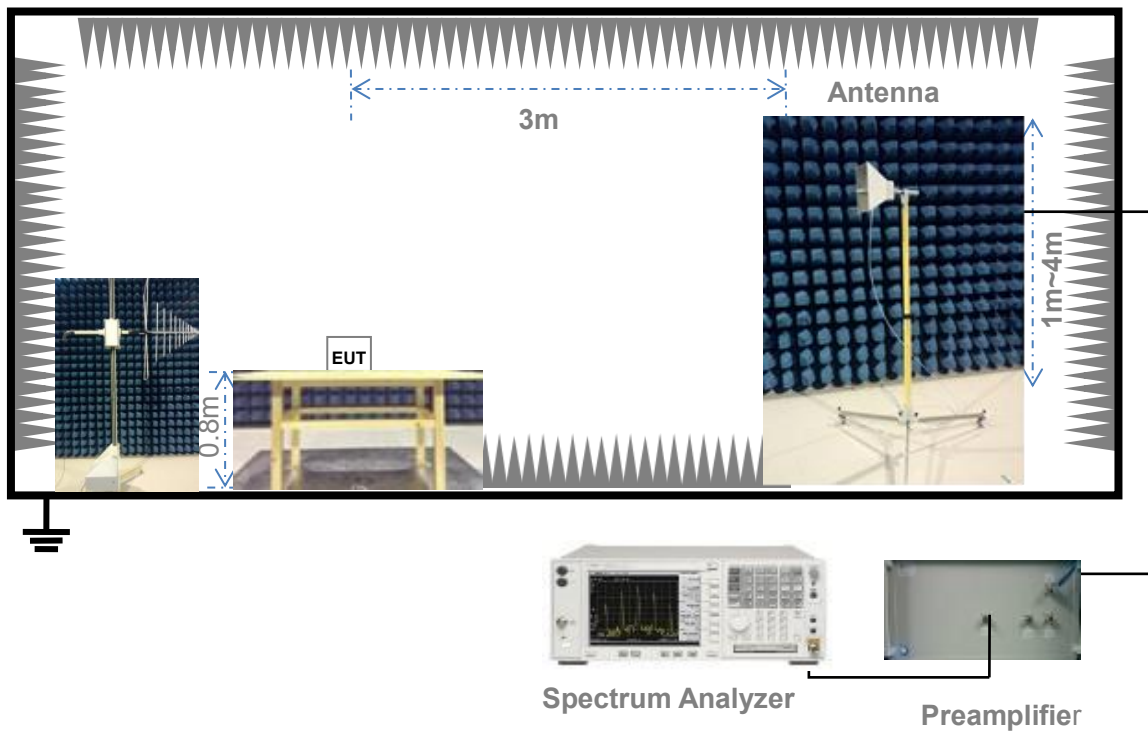 Antenna
3m
1m~4m
EUT
0.8m
Spectrum Analyzer
Preamplifier